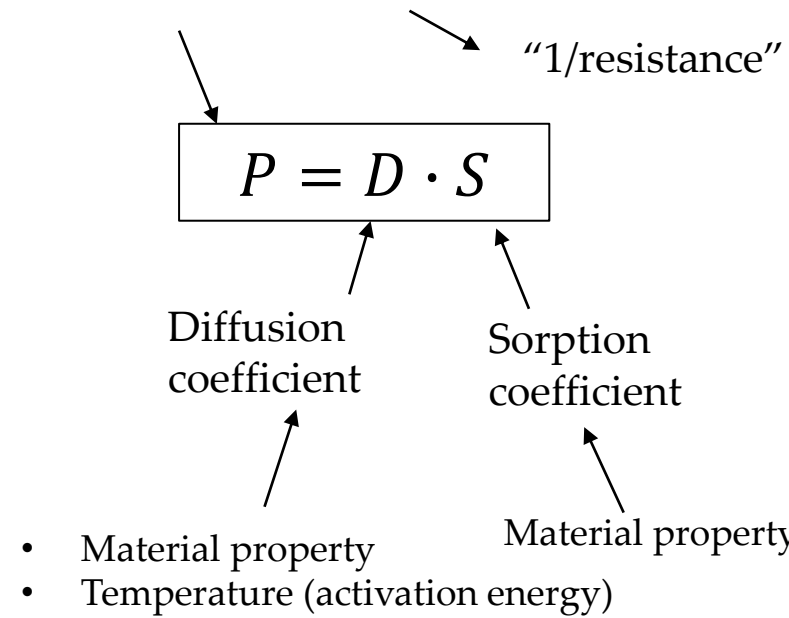 “1/resistance”
P = D · S
Diffusion
coefficient
Sorption
coefficient
Material property
• Material property
• Temperature (activation energy)